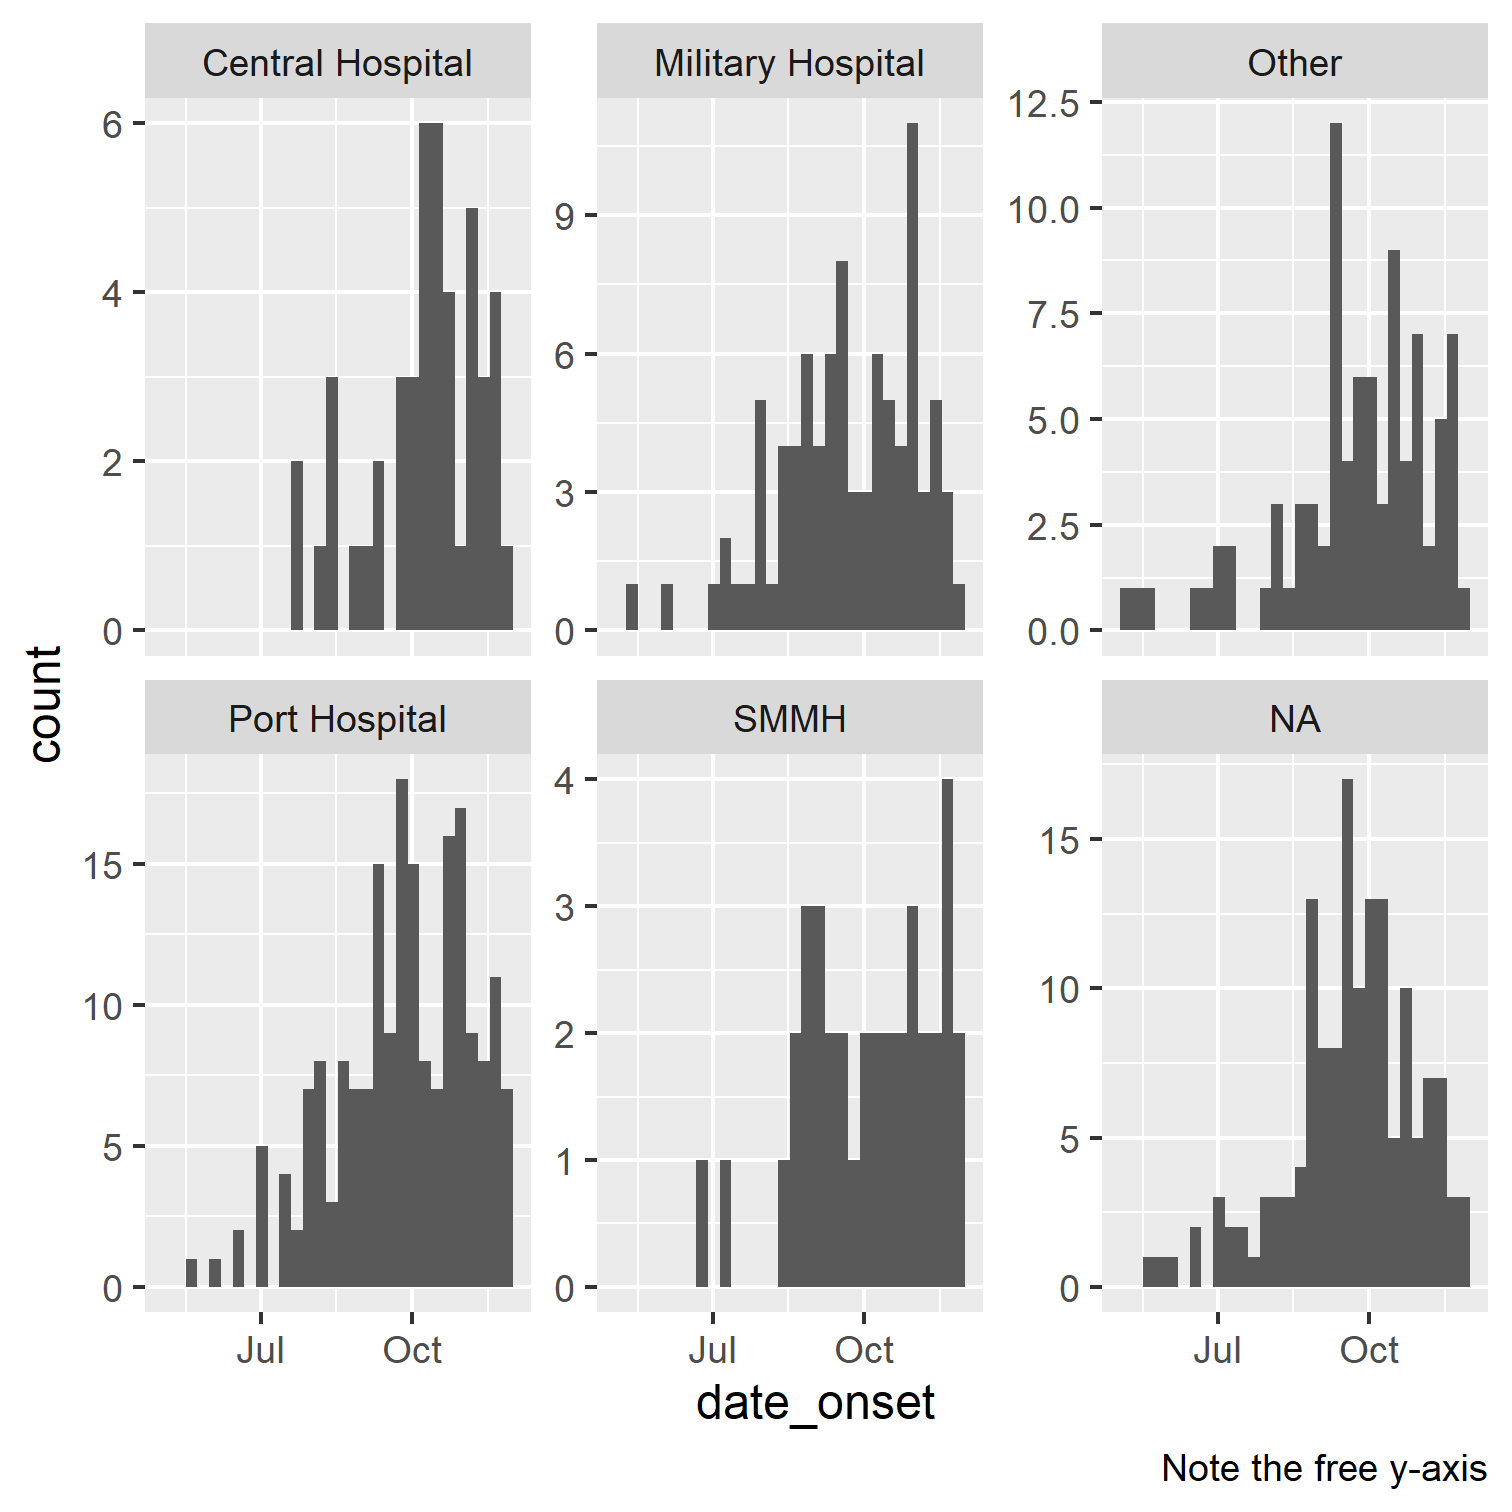 Central Hospital
Military Hospital
Other
6
4
2
0
9
6
3
0
12.5
10.0
7.5
5.0
2.5
0.0
count
Port Hospital
SMMH
NA
15
10
5
0
4
3
2
1
0
15
10
5
0
Jul Oct
Jul Oct
Jul Oct
date_onset
Note the free y-axis